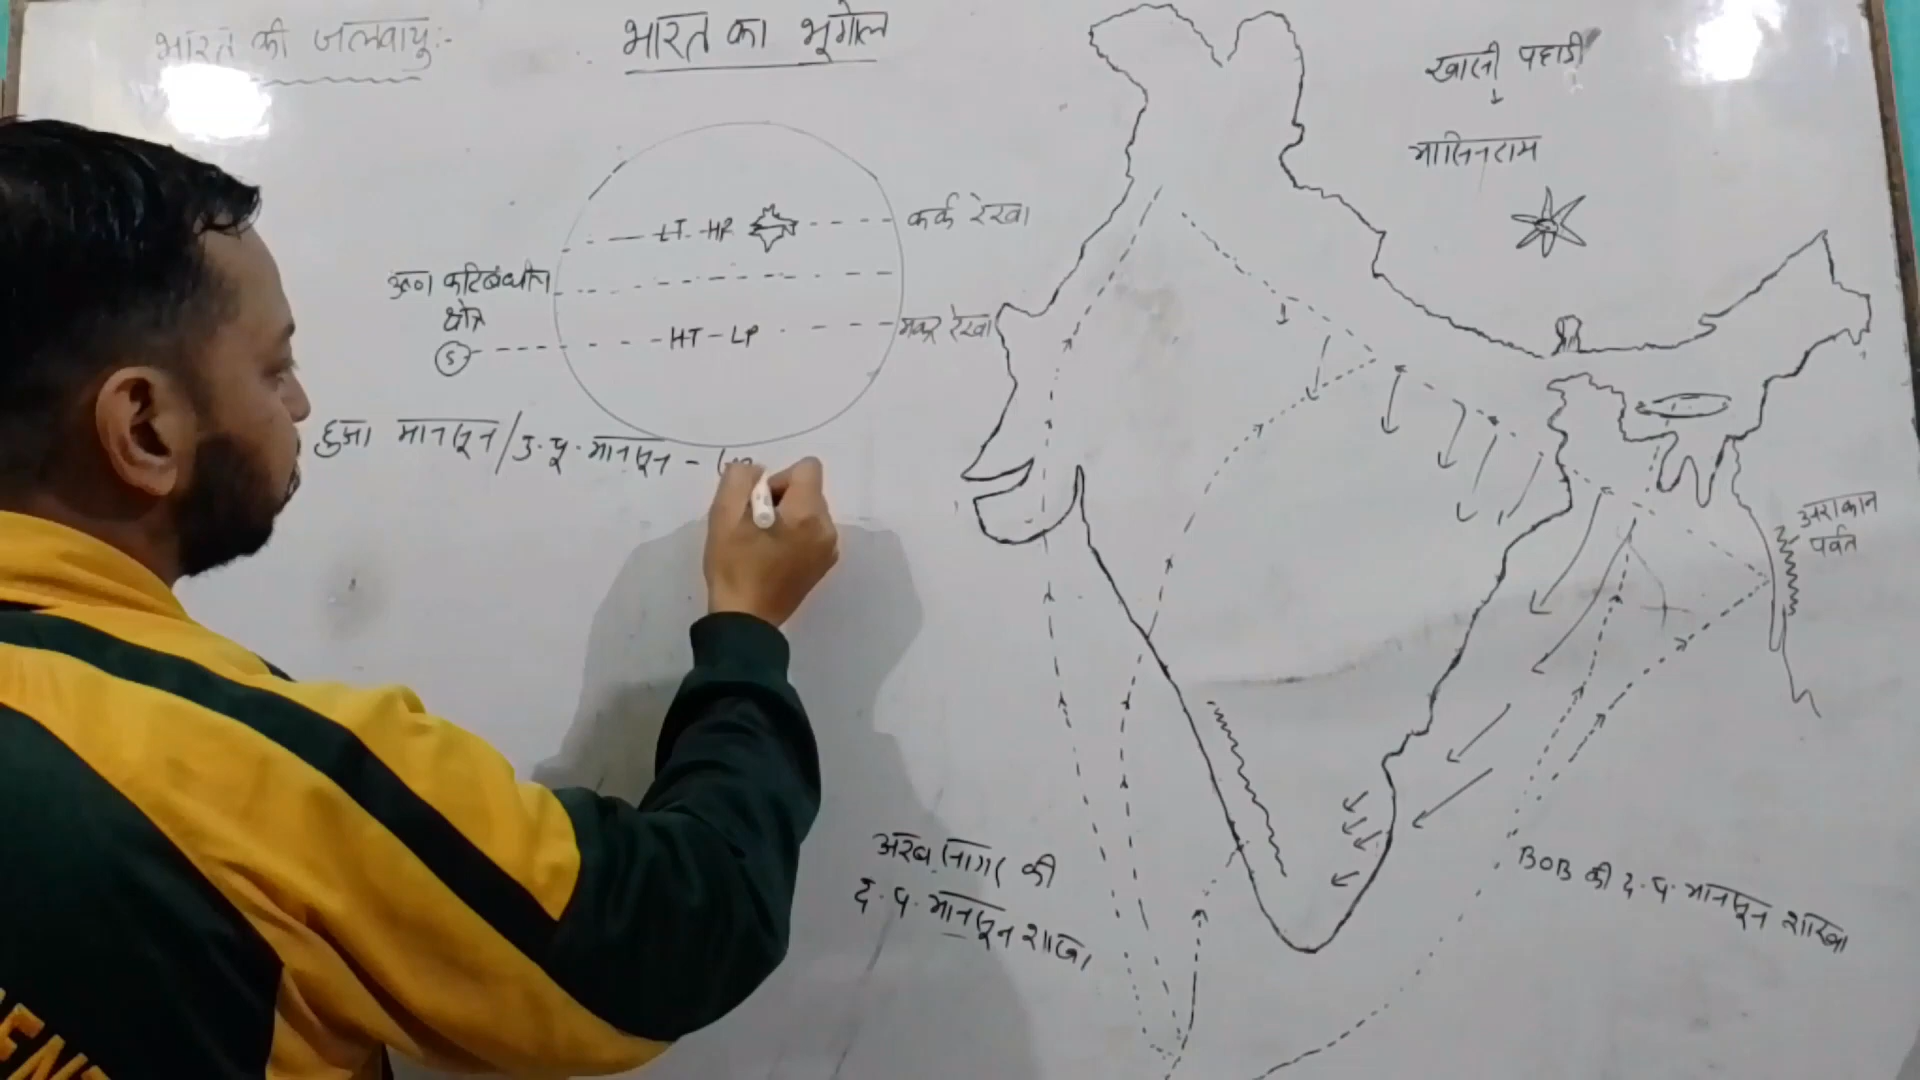 भारत की जलवायु:-
भारत का भूगोल
खासी पहाडी
मासिनराम
LT-HP
कर्क रेखा
उष्ण कटिबंधीय
क्षेत्र
S
HT-LP
मकर रेखा
मानसून/उ.पू.मानसून-
अराकान
पर्वत
अरब सागर की
द.प.मानसून शाखा
BOB की द.प.मानसून शाखा